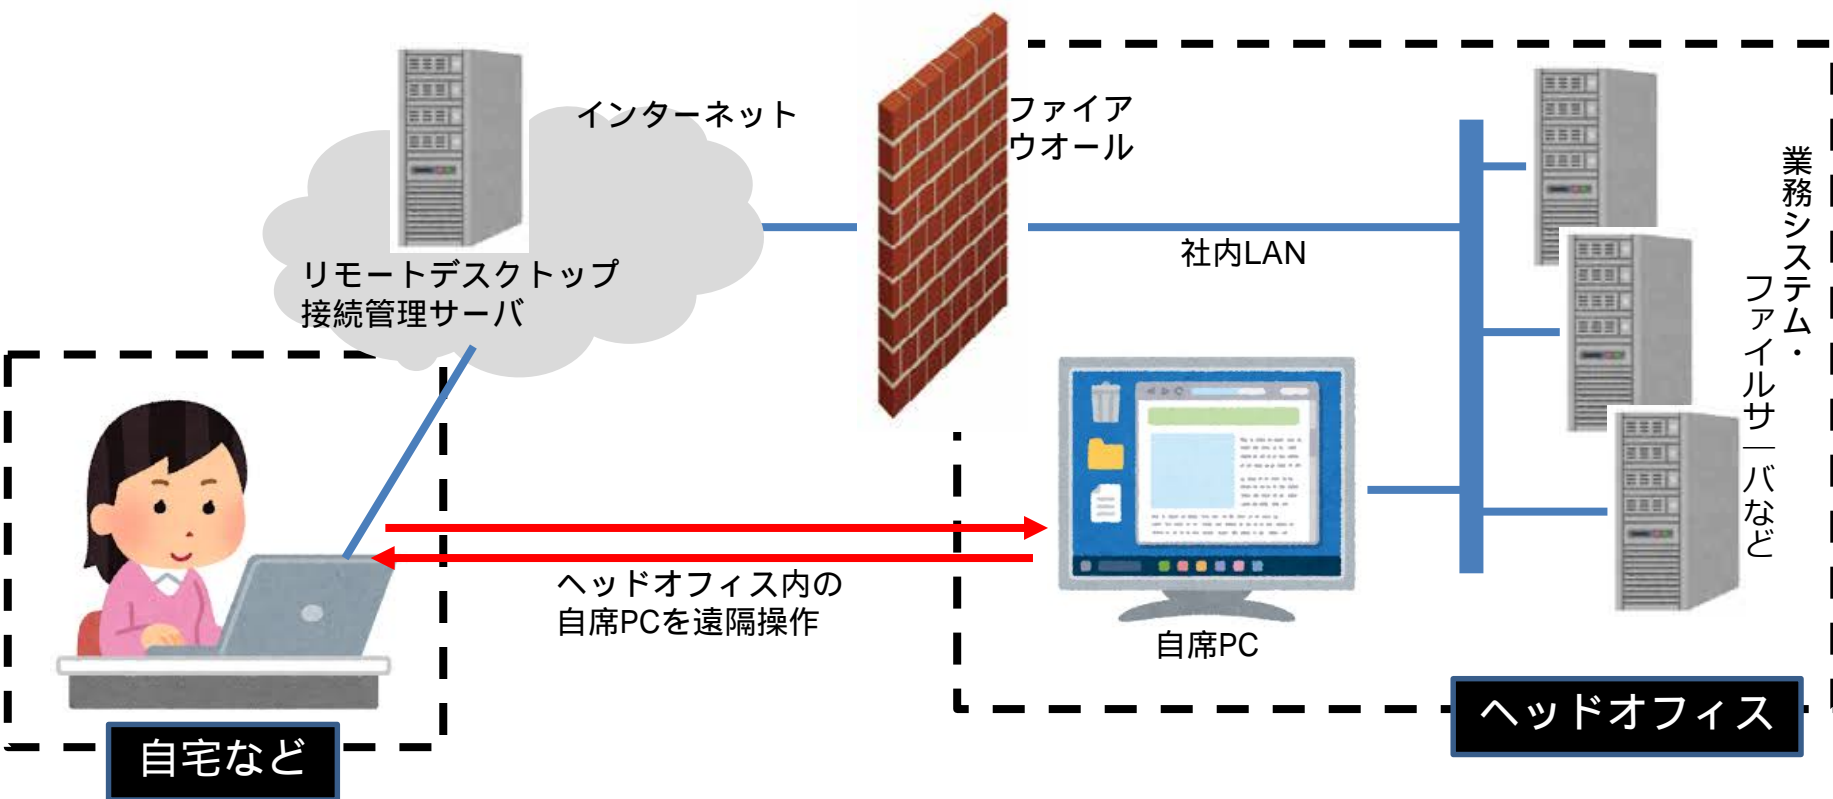 インターネット
ファイア
ウオール
リモートデスクトップ
接続管理サーバ
社内LAN
業務システム・
ファイルサーバなど
ヘッドオフィス内の
自席PCを遠隔操作
自席PC
ヘッドオフィス
自宅など